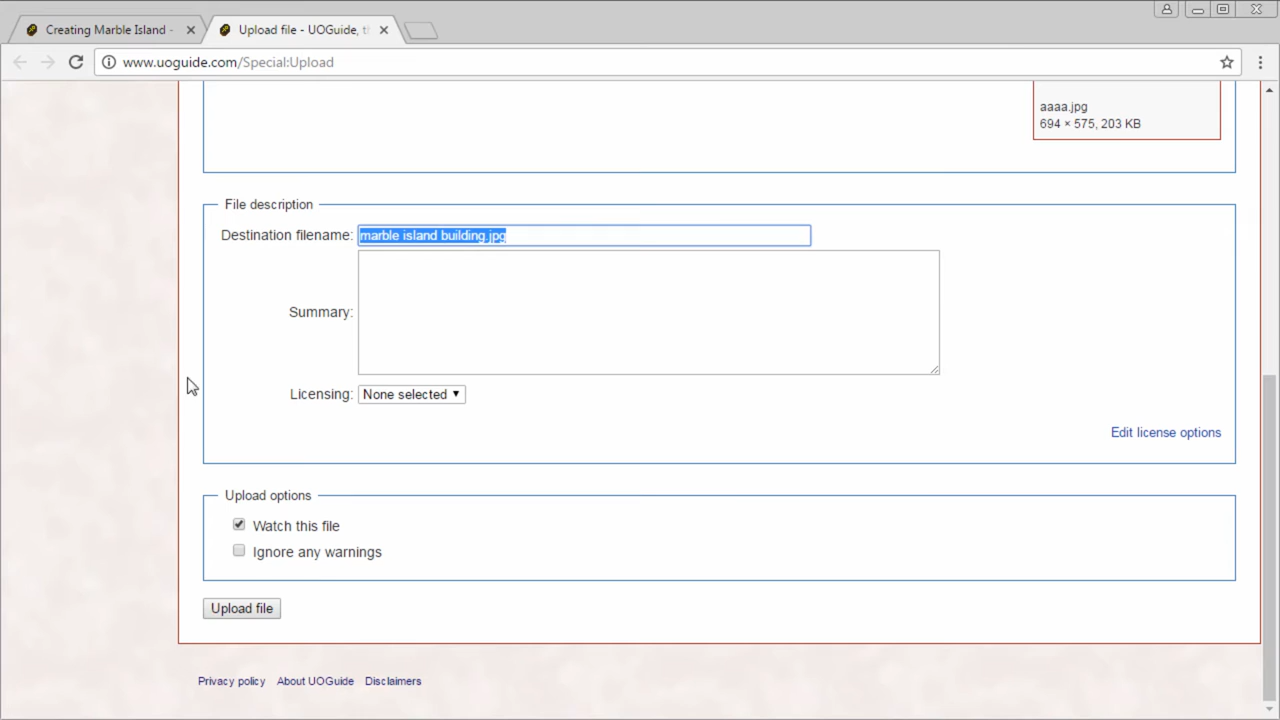 Creating Marble Island -
Upload file - UOGuide, t
www.uoguide.com/Special:Upload
aaaa.jpg
694 × 575, 203 KB
File description
Destination filename: marble island building.jpg
Summary:
Licensing: None selected
Edit license options
Upload options
Watch this file
Ignore any warnings
Upload file
Privacy policy About UOGuide Disclaimers